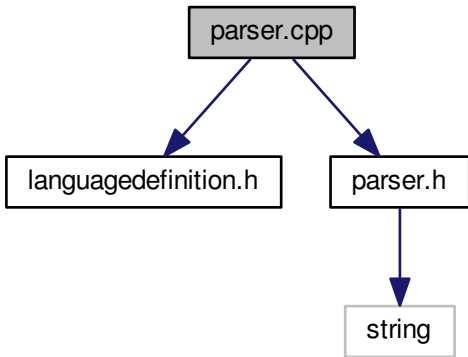 parser.cpp
languagedefinition.h
parser.h
string